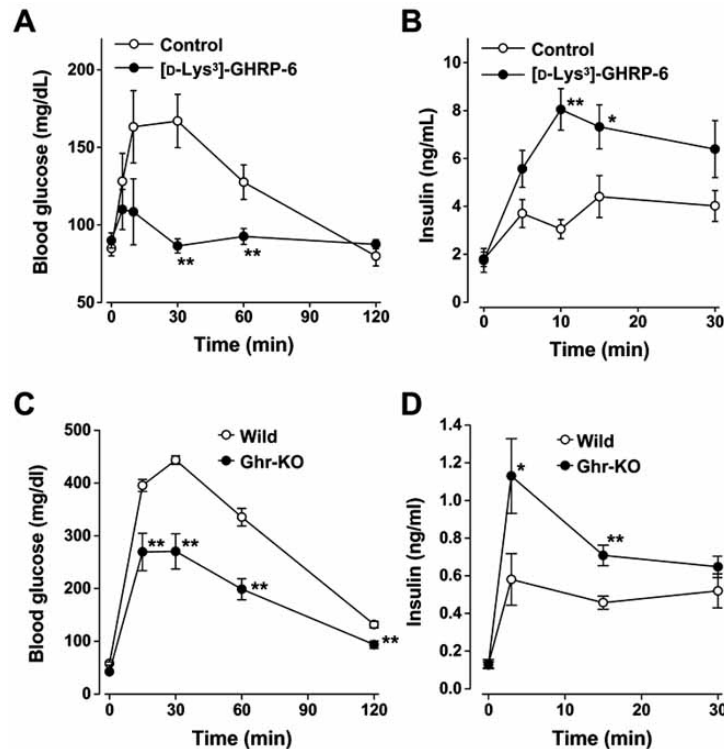 A
Control
[D-Lys³]-GHRP-6
Blood glucose (mg/dL)
200
150
100
50
** **
0 30 60 90 120
Time (min)
B
Control
[D-Lys³]-GHRP-6
Insulin (ng/mL)
10
8
6
4
2
0
** *
0 10 20 30
Time (min)
C
Wild
Ghr-KO
Blood glucose (mg/dl)
500
400
300
200
100
0
** ** ** **
0 30 60 90 120
Time (min)
D
Wild
Ghr-KO
Insulin (ng/ml)
1.4
1.2
1.0
0.8
0.6
0.4
0.2
0.0
* **
0 10 20 30
Time (min)